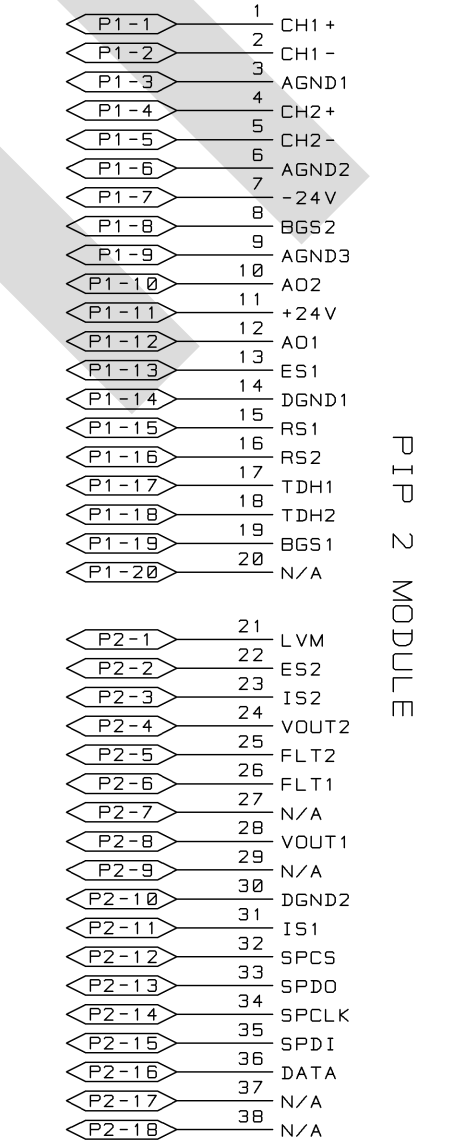 P1-1 1 CH1+
P1-2 2 CH1-
P1-3 3 AGND1
P1-4 4 CH2+
P1-5 5 CH2-
P1-6 6 AGND2
P1-7 7 -24V
P1-8 8 BGS2
P1-9 9 AGND3
P1-10 10 AO2
P1-11 11 +24V
P1-12 12 AO1
P1-13 13 ES1
P1-14 14 DGND1
P1-15 15 RS1
P1-16 16 RS2
P1-17 17 TDH1
P1-18 18 TDH2
P1-19 19 BGS1
P1-20 20 N/A
P2-1 21 LVM
P2-2 22 ES2
P2-3 23 IS2
P2-4 24 VOUT2
P2-5 25 FLT2
P2-6 26 FLT1
P2-7 27 N/A
P2-8 28 VOUT1
P2-9 29 N/A
P2-10 30 DGND2
P2-11 31 IS1
P2-12 32 SPCS
P2-13 33 SPDO
P2-14 34 SPCLK
P2-15 35 SPDI
P2-16 36 DATA
P2-17 37 N/A
P2-18 38 N/A
PIP 2 MODULE